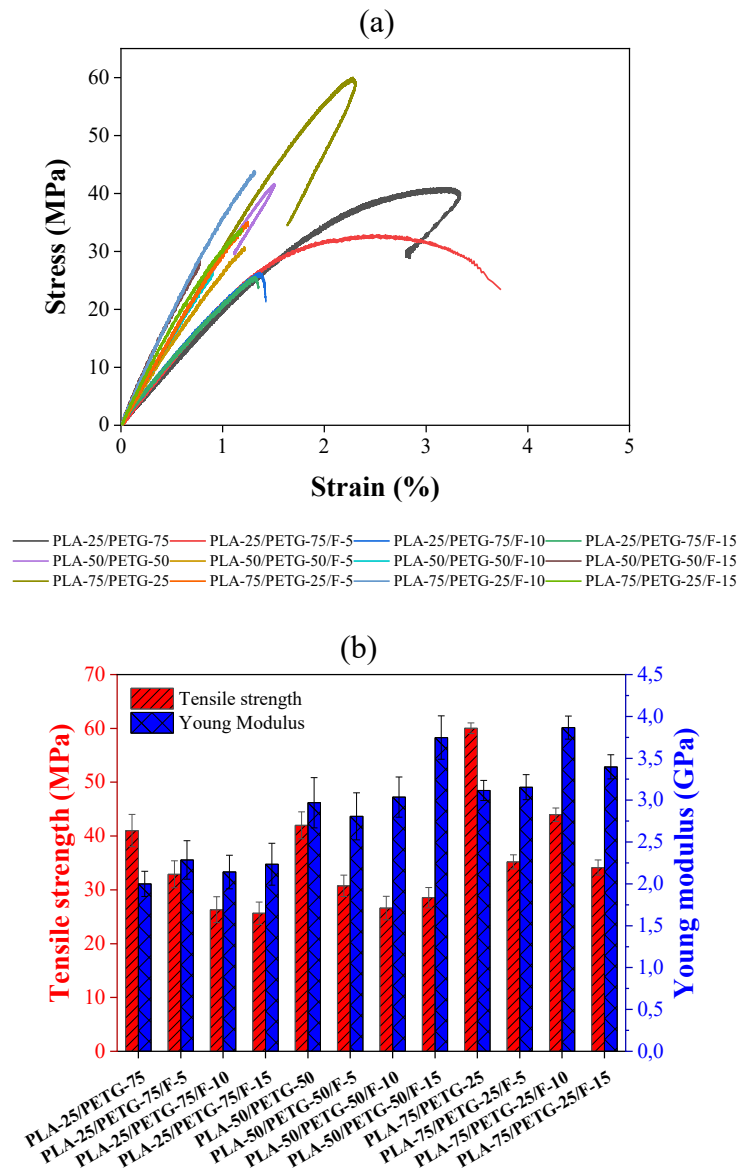 (a)
60
50
40
30
20
10
0
Stress (MPa)
0 1 2 3 4 5
Strain (%)
PLA-25/PETG-75 PLA-25/PETG-75/F-5 PLA-25/PETG-75/F-10 PLA-25/PETG-75/F-15
PLA-50/PETG-50 PLA-50/PETG-50/F-5 PLA-50/PETG-50/F-10 PLA-50/PETG-50/F-15
PLA-75/PETG-25 PLA-75/PETG-25/F-5 PLA-75/PETG-25/F-10 PLA-75/PETG-25/F-15
(b)
70
60
50
40
30
20
10
0
Tensile strength (MPa)
Tensile strength
Young Modulus
4,5
4,0
3,5
3,0
2,5
2,0
1,5
1,0
0,5
0,0
Young modulus (GPa)
PLA-25/PETG-75
PLA-25/PETG-75/F-5
PLA-25/PETG-75/F-10
PLA-25/PETG-75/F-15
PLA-50/PETG-50
PLA-50/PETG-50/F-5
PLA-50/PETG-50/F-10
PLA-50/PETG-50/F-15
PLA-75/PETG-25
PLA-75/PETG-25/F-5
PLA-75/PETG-25/F-10
PLA-75/PETG-25/F-15